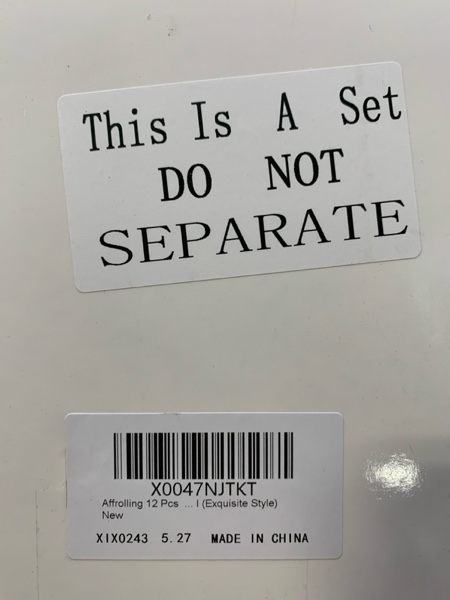 This Is A Set
DO NOT
SEPARATE
X0047NJTKT
Affrolling 12 Pcs ... l (Exquisite Style)
New
XIX0243 5.27 MADE IN CHINA